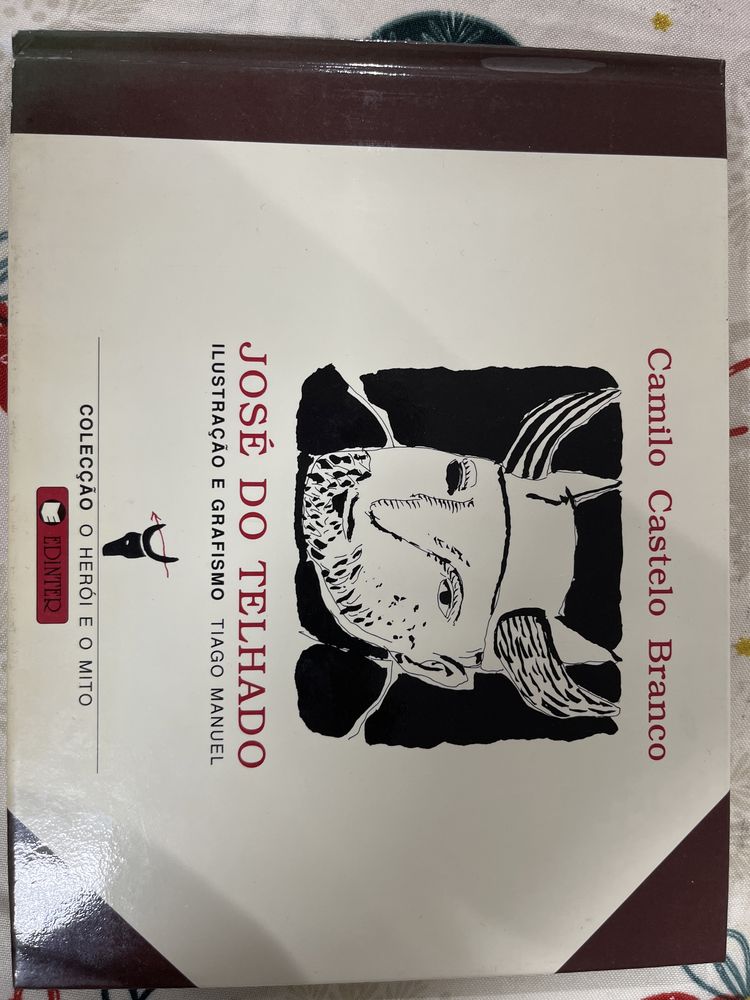 Camilo Castelo Branco
JOSÉ DO TELHADO
ILUSTRAÇÃO E GRAFISMO TIAGO MANUEL
COLECÇÃO O HERÓI E O MITO
EDINTER